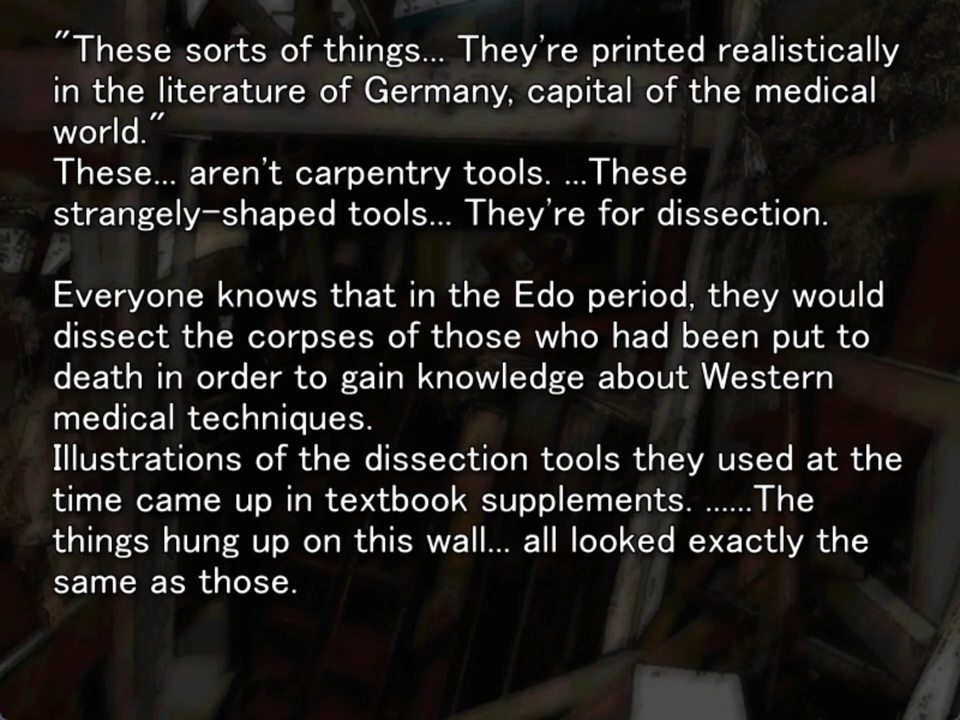 "These sorts of things... They're printed realistically
in the literature of Germany, capital of the medical
world."
These... aren't carpentry tools. ...These
strangely-shaped tools... They're for dissection.
Everyone knows that in the Edo period, they would
dissect the corpses of those who had been put to
death in order to gain knowledge about Western
medical techniques.
Illustrations of the dissection tools they used at the
time came up in textbook supplements. ......The
things hung up on this wall... all looked exactly the
same as those.